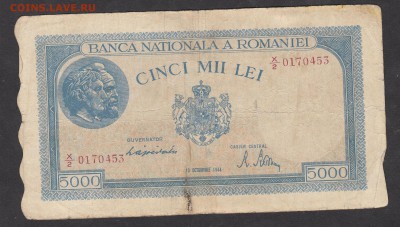 COINS.LAVE.RU
BANCA NATIONALA A ROMANIEI
CINCI MII LEI
X/2 0170453
GUVERNATOR
CASIER CENTRAL
X/2 0170453
5000
5000